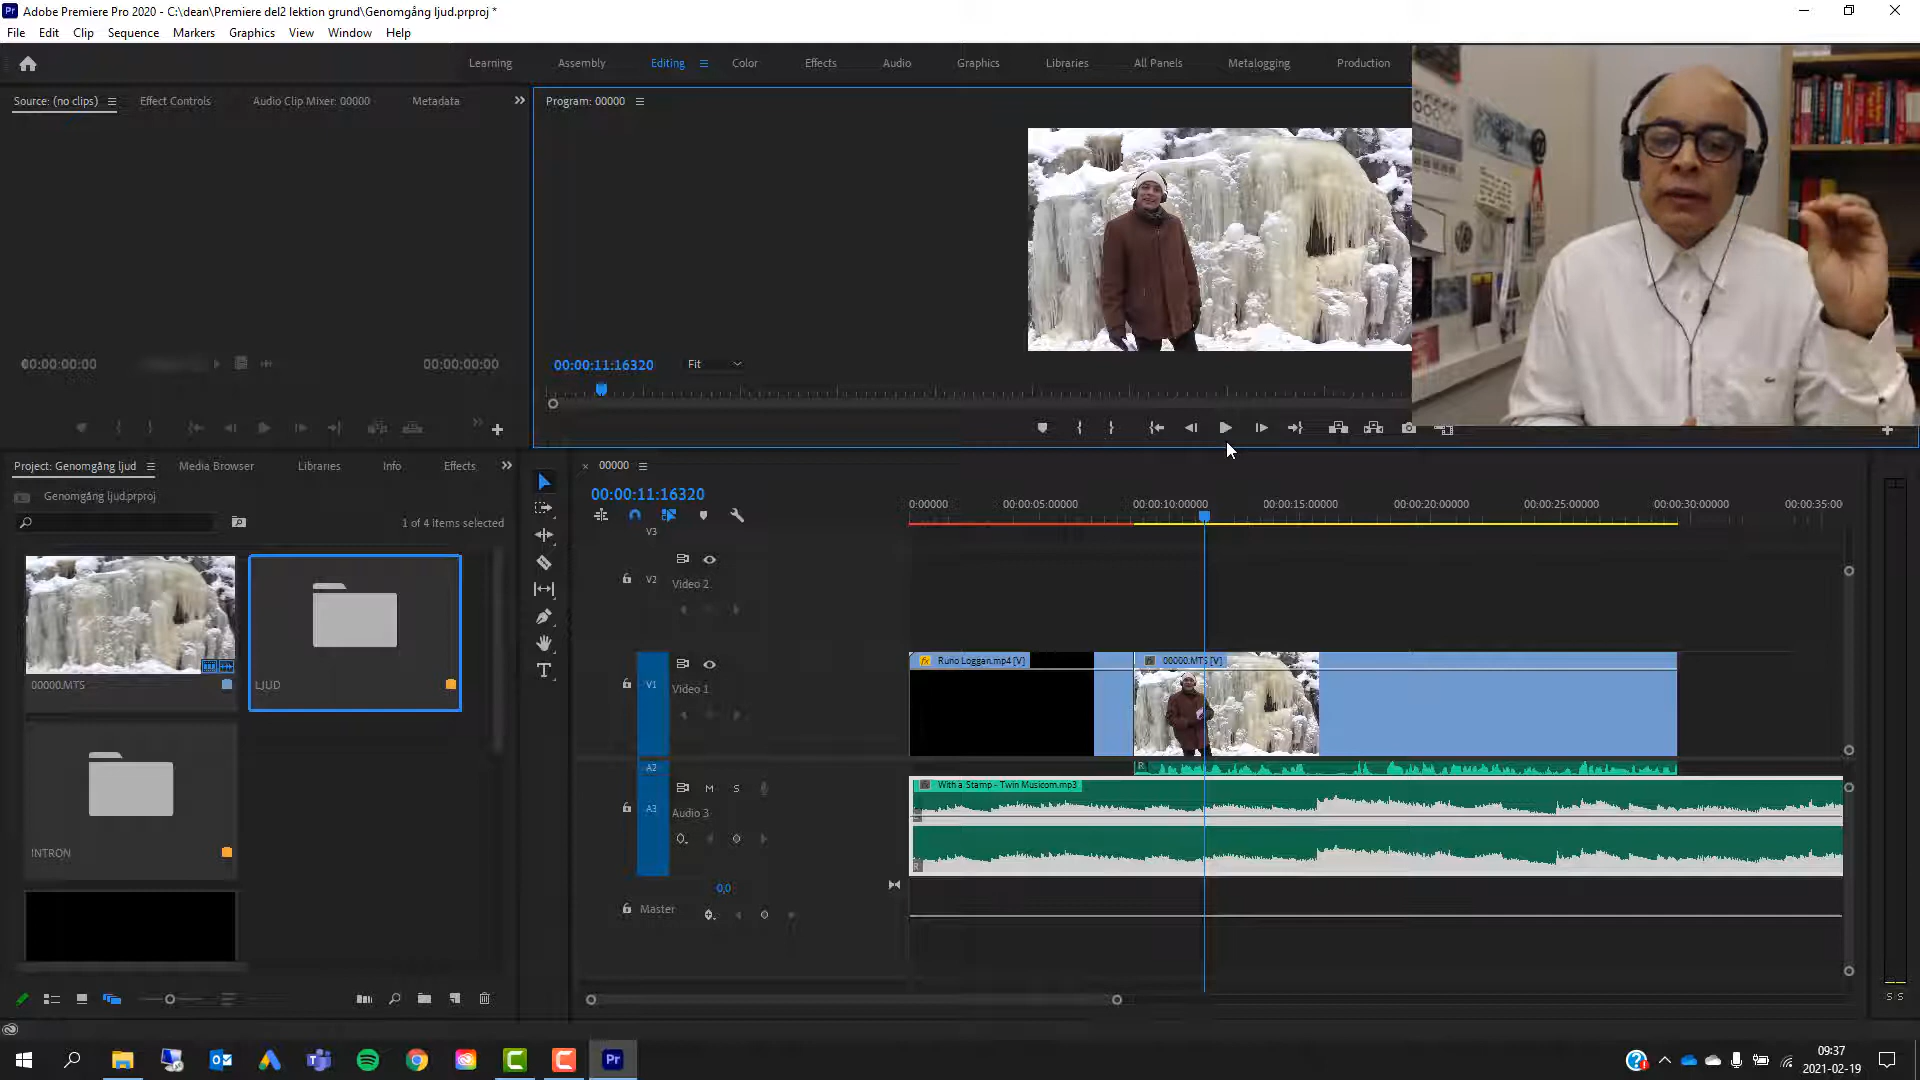 Adobe Premiere Pro 2020 - C:\dean\Premiere del2 lektion grund\Genomgång ljud.prproj *
File Edit Clip Sequence Markers Graphics View Window Help
Learning Assembly Editing Color Effects Audio Graphics Libraries All Panels Metalogging Production
Source: (no clips) Effect Controls Audio Clip Mixer: 00000 Metadata
Program: 00000
00:00:00:00 00:00:00:00
00:00:11:16320 Fit
Project: Genomgång ljud Media Browser Libraries Info Effects
Genomgång ljud.prproj
1 of 4 items selected
00000.MTS
LJUD
INTRON
00000
00:00:11:16320
0:00000 00:00:05:00000 00:00:10:00000 00:00:15:00000 00:00:20:00000 00:00:25:00000 00:00:30:00000 00:00:35:00
V3
V2 Video 2
V1 Video 1
Runo Loggan.mp4 [V]
00000.MTS [V]
A2
R
A3 M S
Audio 3
With a Stamp - Twin Musicom.mp3
R
0,0
Master
S S
Pr
09:37
2021-02-19